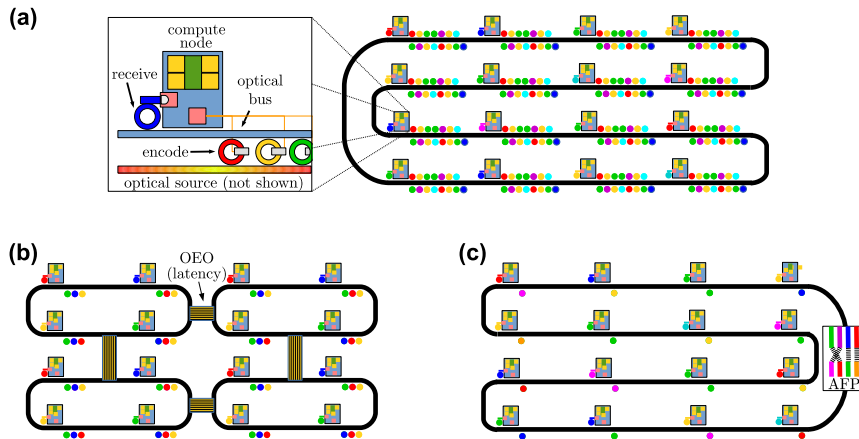 (a)
compute
node
receive
optical
bus
encode
optical source (not shown)
(b)
OEO
(latency)
(c)
AFP